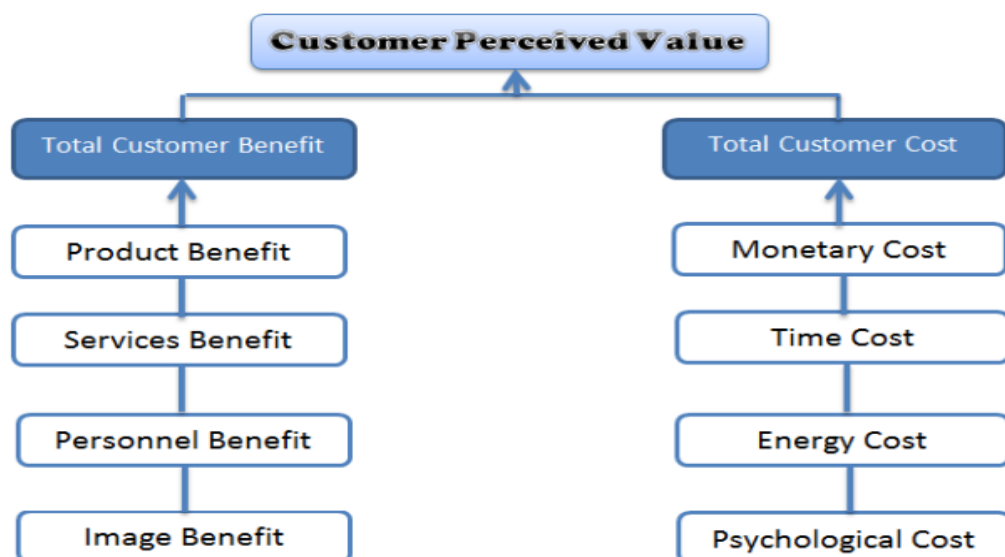 Customer Perceived Value
Total Customer Benefit
Total Customer Cost
Product Benefit
Monetary Cost
Services Benefit
Time Cost
Personnel Benefit
Energy Cost
Image Benefit
Psychological Cost